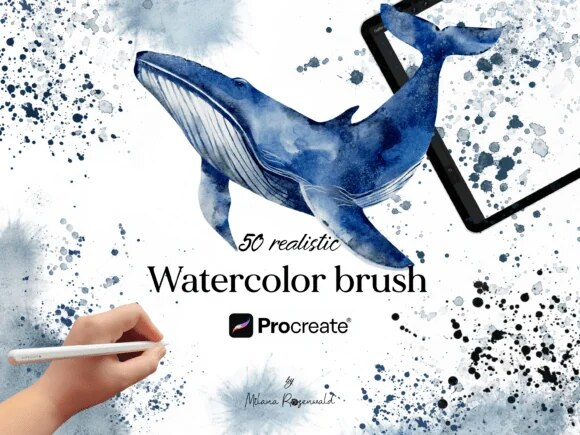 50 realistic
Watercolor brush
Procreate®
by
Milana Rosenwald